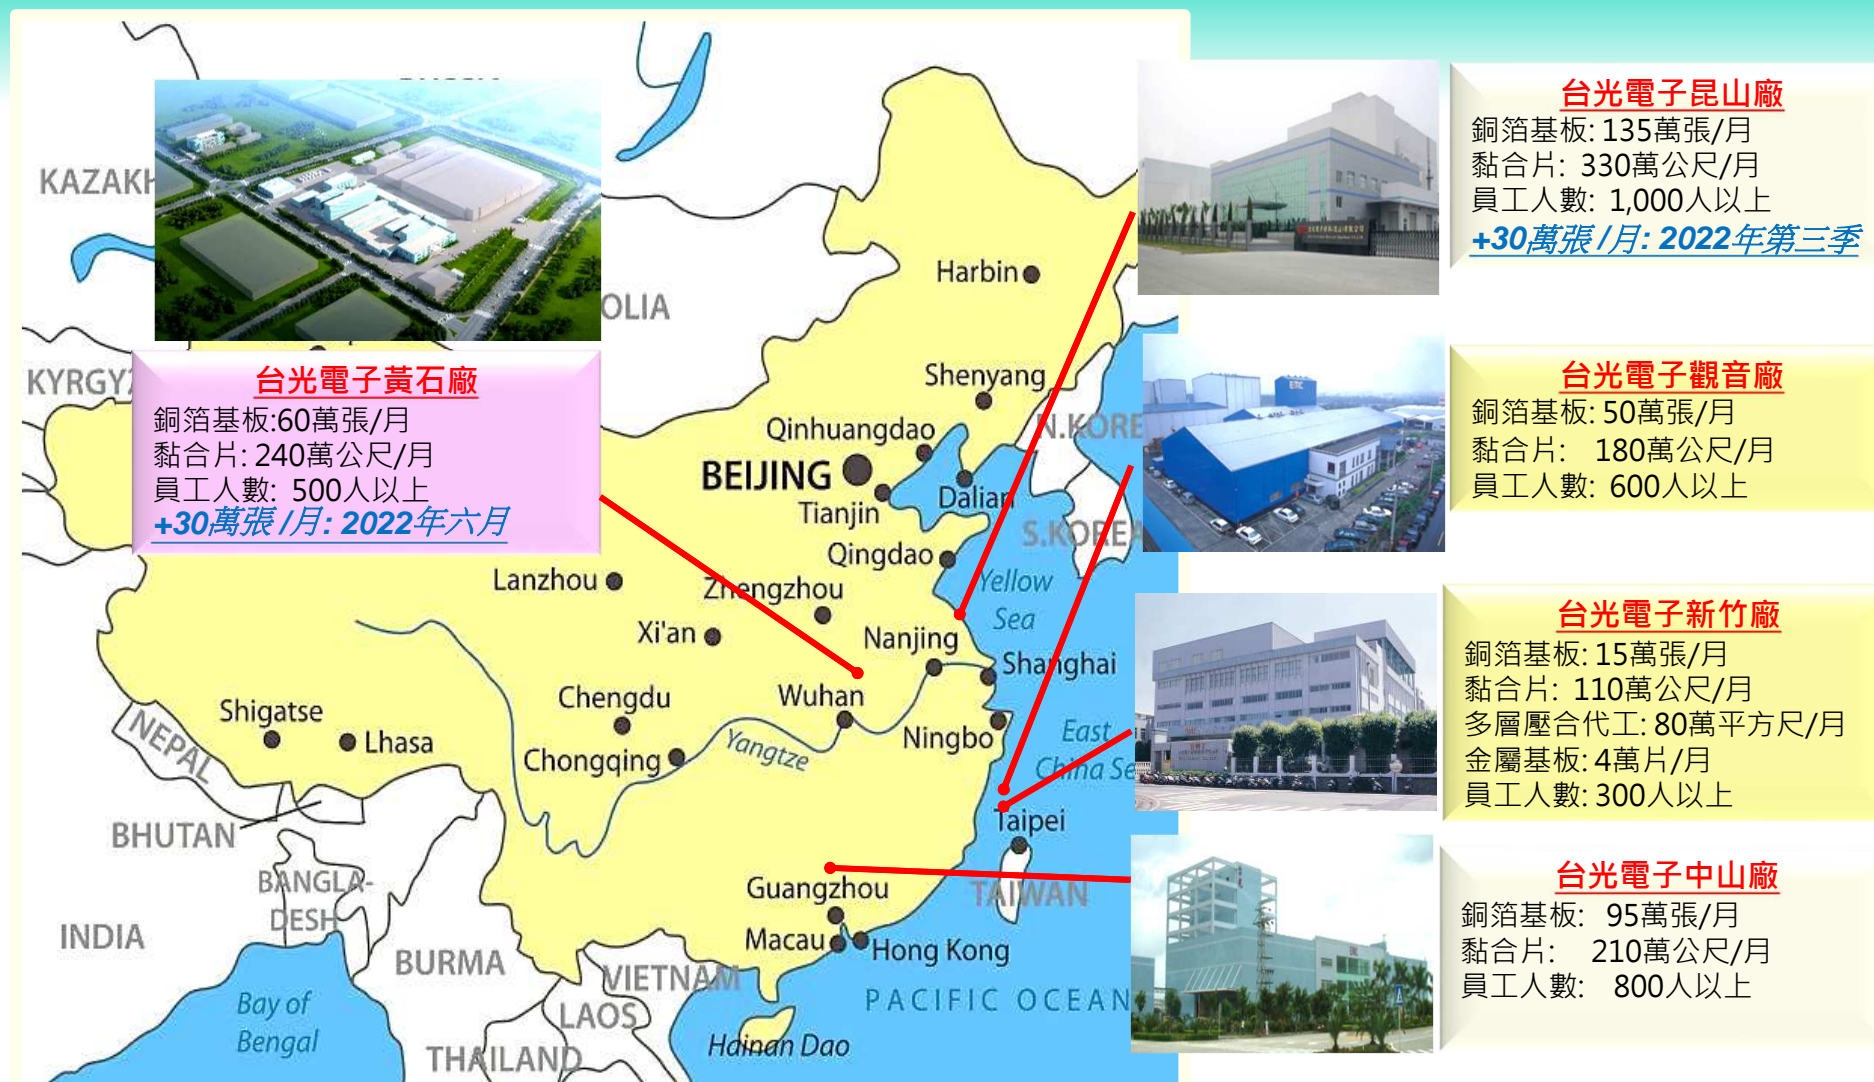 KAZAKH
OLIA
KYRGYZ
台光電子黃石廠
銅箔基板:60萬張/月
黏合片: 240萬公尺/月
員工人數: 500人以上
+30萬張 /月: 2022年六月
Harbin
Shenyang
Qinhuangdao
BEIJING
Tianjin
Dalian
N.KORE
S.KOREA
Qingdao
Lanzhou
Zhengzhou
Xi'an
Yellow
Sea
Nanjing
Shanghai
Chengdu
Wuhan
Shigatse
Lhasa
NEPAL
Chongqing
Yangtze
Ningbo
East
China Se
BHUTAN
Taipei
BANGLA-
DESH
Guangzhou
TAIWAN
INDIA
BURMA
Macau
Hong Kong
VIETNAM
LAOS
PACIFIC OCEAN
Bay of
Bengal
THAILAND
Hainan Dao
台光電子昆山廠
銅箔基板: 135萬張/月
黏合片: 330萬公尺/月
員工人數: 1,000人以上
+30萬張 /月: 2022年第三季
EMC
台光電子觀音廠
銅箔基板: 50萬張/月
黏合片: 180萬公尺/月
員工人數: 600人以上
台光電子新竹廠
銅箔基板: 15萬張/月
黏合片: 110萬公尺/月
多層壓合代工: 80萬平方尺/月
金屬基板: 4萬片/月
員工人數: 300人以上
台光電子中山廠
銅箔基板: 95萬張/月
黏合片: 210萬公尺/月
員工人數: 800人以上